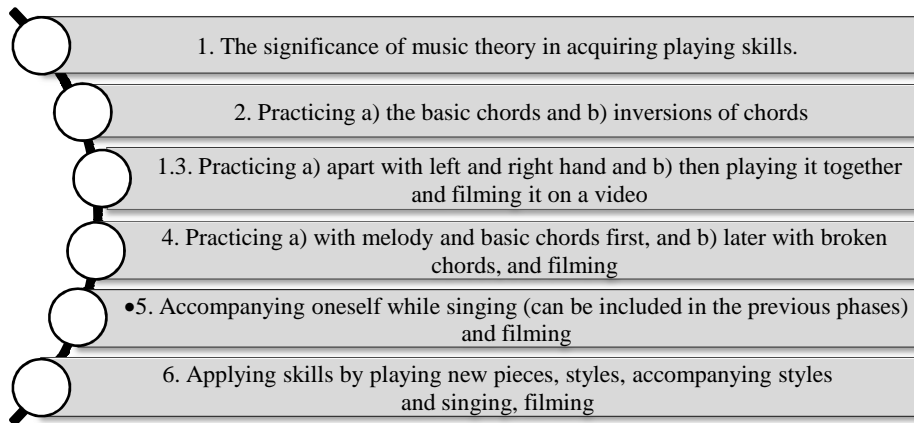 1. The significance of music theory in acquiring playing skills.
2. Practicing a) the basic chords and b) inversions of chords
1.3. Practicing a) apart with left and right hand and b) then playing it together
and filming it on a video
4. Practicing a) with melody and basic chords first, and b) later with broken
chords, and filming
•5. Accompanying oneself while singing (can be included in the previous phases)
and filming
6. Applying skills by playing new pieces, styles, accompanying styles
and singing, filming